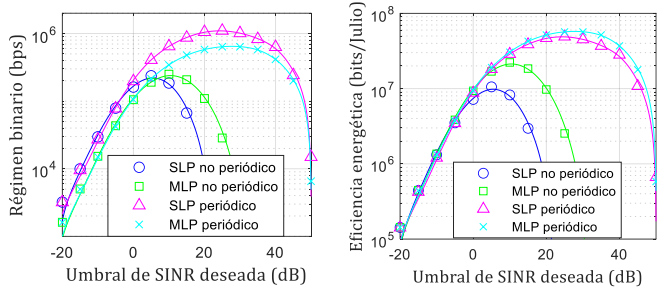 Régimen binario (bps)
10^6
10^4
-20 0 20 40
Umbral de SINR deseada (dB)
SLP no periódico
MLP no periódico
SLP periódico
MLP periódico
Eficiencia energética (bits/Julio)
10^8
10^7
10^6
10^5
-20 0 20 40
Umbral de SINR deseada (dB)
SLP no periódico
MLP no periódico
SLP periódico
MLP periódico